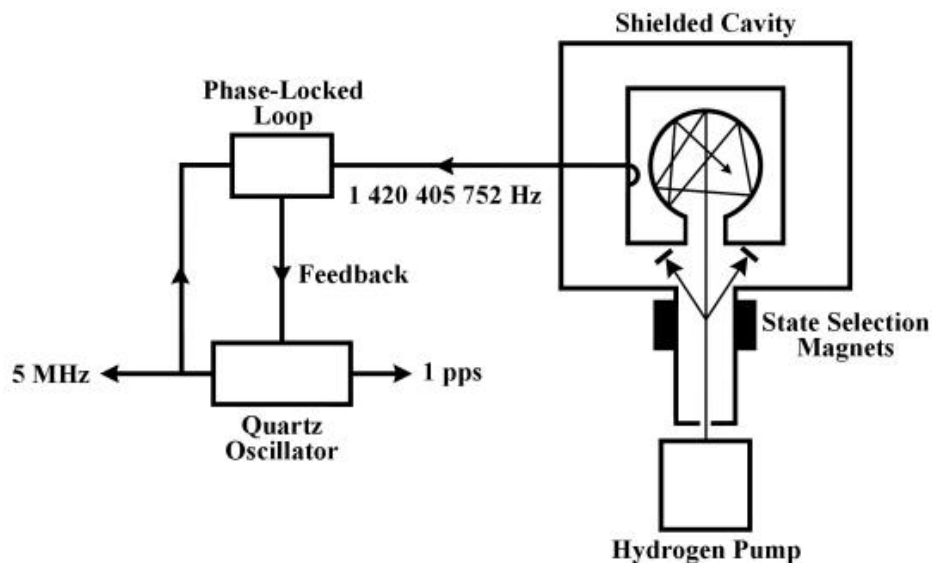 Shielded Cavity
Phase-Locked
Loop
1 420 405 752 Hz
Feedback
State Selection
Magnets
5 MHz
1 pps
Quartz
Oscillator
Hydrogen Pump